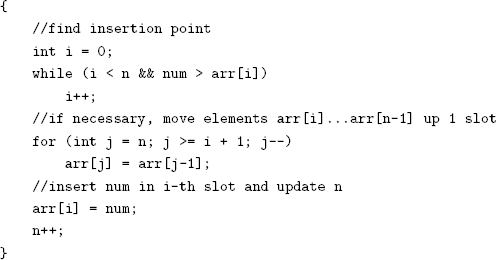 {
//find insertion point
int i = 0;
while (i < n && num > arr[i])
i++;
//if necessary, move elements arr[i]...arr[n-1] up 1 slot
for (int j = n; j >= i + 1; j--)
arr[j] = arr[j-1];
//insert num in i-th slot and update n
arr[i] = num;
n++;
}